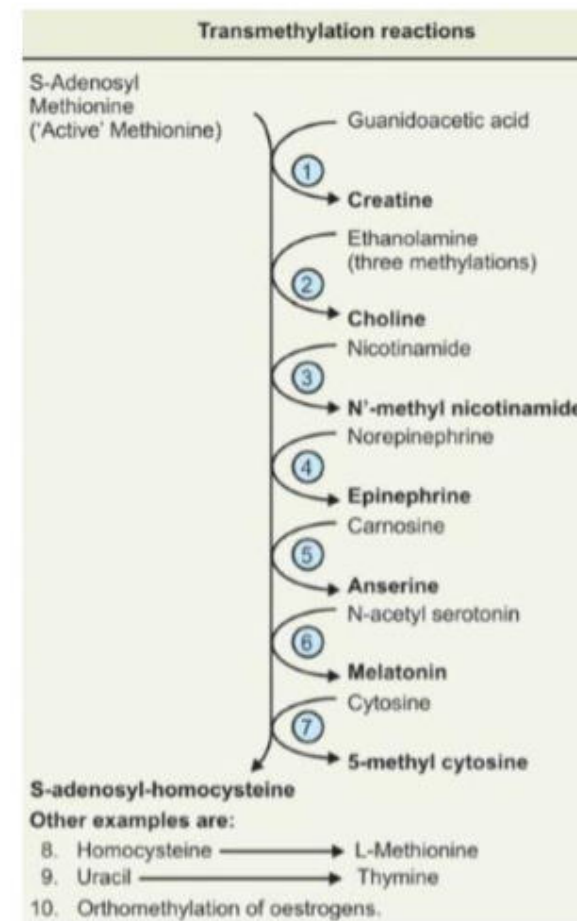 Transmethylation reactions
S-Adenosyl
Methionine
('Active' Methionine)
Guanidoacetic acid
1
Creatine
Ethanolamine
(three methylations)
2
Choline
Nicotinamide
3
N'-methyl nicotinamide
Norepinephrine
4
Epinephrine
Carnosine
5
Anserine
N-acetyl serotonin
6
Melatonin
Cytosine
7
5-methyl cytosine
S-adenosyl-homocysteine
Other examples are:
8. Homocysteine L-Methionine
9. Uracil Thymine
10. Orthomethylation of oestrogens.